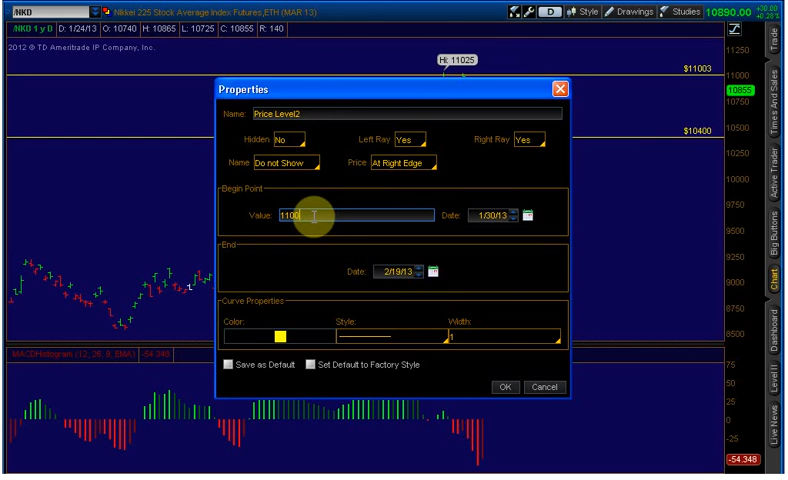 /NKD Nikkei 225 Stock Average Index Futures,ETH (MAR 13) D Style Drawings Studies 10890.00 +30.00 +0.28%
/NKD 1 y D D: 1/24/13 O: 10740 H: 10865 L: 10725 C: 10855 R: 140
2012 © TD Ameritrade IP Company, Inc.
Hi: 11025
$11003
$10400
11250
11000
10855
10750
10500
10250
10000
9750
9500
9250
9000
8750
8500
Properties
Name: Price Level2
Hidden No Left Ray Yes Right Ray Yes
Name Do not Show Price At Right Edge
Begin Point
Value: 1100 Date: 1/30/13
End
Date: 2/19/13
Curve Properties
Color: Style: Width:
1
Save as Default Set Default to Factory Style
OK Cancel
MACDHistogram (12, 26, 9, EMA) -54.348
75
50
25
0
-25
-54.348
Trade
Times And Sales
Active Trader
Big Buttons
Chart
Dashboard
Level II
Live News